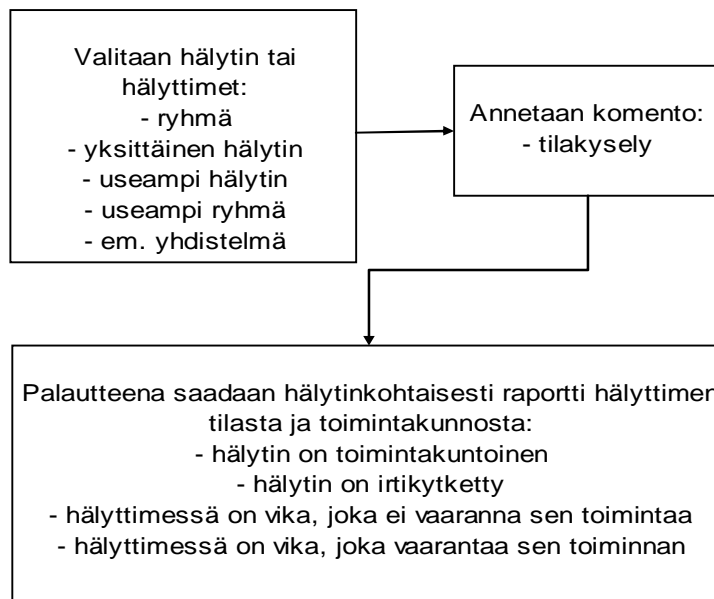 Valitaan hälytin tai
hälyttimet:
- ryhmä
- yksittäinen hälytin
- useampi hälytin
- useampi ryhmä
- em. yhdistelmä
Annetaan komento:
- tilakysely
Palautteena saadaan hälytinkohtaisesti raportti hälyttimen
tilasta ja toimintakunnosta:
- hälytin on toimintakuntoinen
- hälytin on irtikytketty
- hälyttimessä on vika, joka ei vaaranna sen toimintaa
- hälyttimessä on vika, joka vaarantaa sen toiminnan